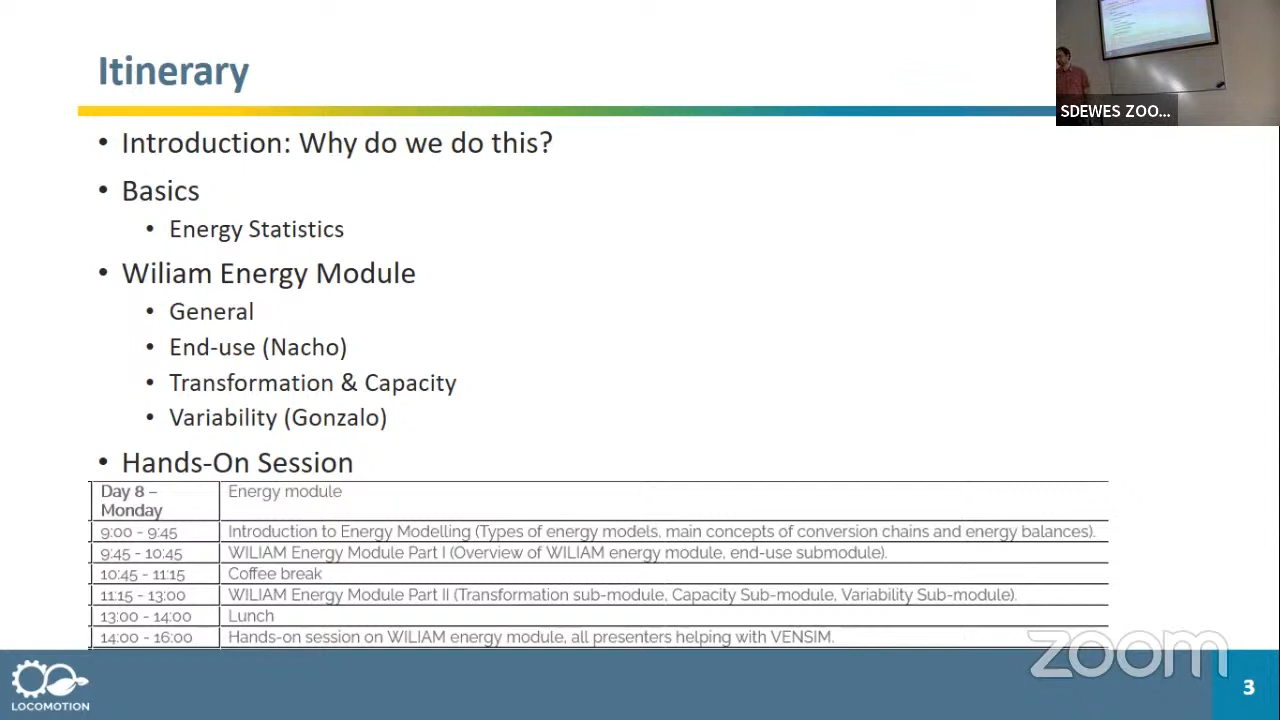 Itinerary
SDEWES ZOO...
• Introduction: Why do we do this?
• Basics
• Energy Statistics
• Wiliam Energy Module
• General
• End-use (Nacho)
• Transformation & Capacity
• Variability (Gonzalo)
• Hands-On Session
Day 8 – Monday Energy module
9:00 - 9:45 Introduction to Energy Modelling (Types of energy models, main concepts of conversion chains and energy balances).
9:45 - 10:45 WILIAM Energy Module Part I (Overview of WILIAM energy module, end-use submodule).
10:45 - 11:15 Coffee break
11:15 - 13:00 WILIAM Energy Module Part II (Transformation sub-module, Capacity Sub-module, Variability Sub-module).
13:00 - 14:00 Lunch
14:00 - 16:00 Hands-on session on WILIAM energy module, all presenters helping with VENSIM.
zoom
LOCOMOTION
3